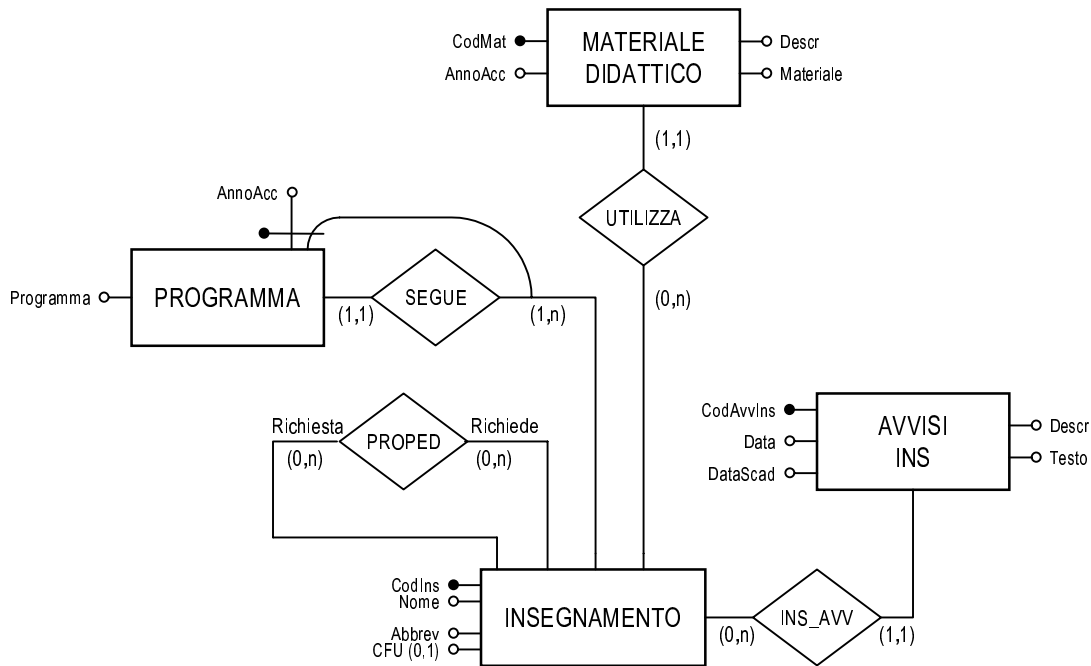 CodMat
AnnoAcc
MATERIALE
DIDATTICO
Descr
Materiale
(1,1)
UTILIZZA
(0,n)
AnnoAcc
Programma
PROGRAMMA
(1,1)
SEGUE
(1,n)
Richiesta
(0,n)
PROPED
Richiede
(0,n)
CodAvvIns
Data
DataScad
AVVISI
INS
Descr
Testo
CodIns
Nome
Abbrev
CFU (0,1)
INSEGNAMENTO
(0,n)
INS_AVV
(1,1)